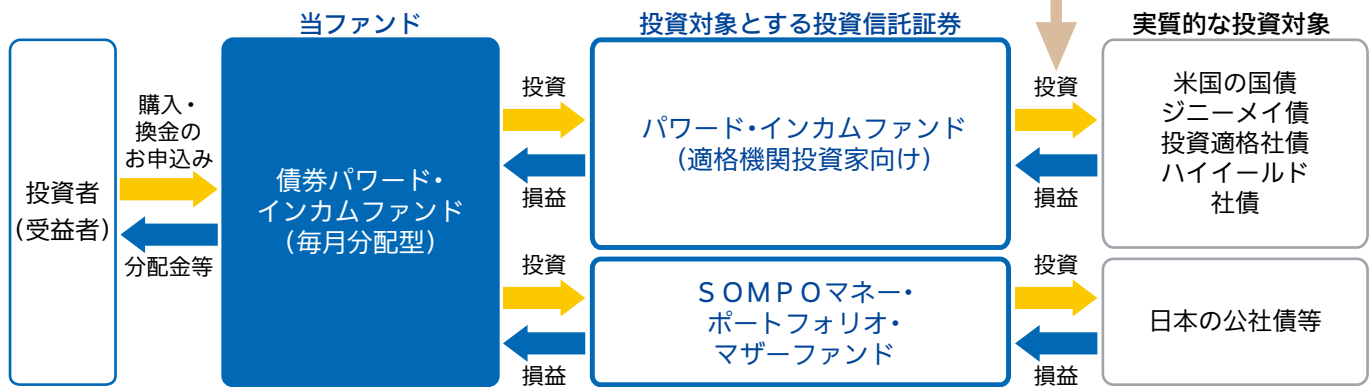 当ファンド
投資対象とする投資信託証券
実質的な投資対象
投資者
(受益者)
購入・
換金の
お申込み
分配金等
債券パワード・
インカムファンド
(毎月分配型)
投資
損益
パワード・インカムファンド
(適格機関投資家向け)
投資
損益
米国の国債
ジニーメイ債
投資適格社債
ハイイールド
社債
投資
損益
ＳＯＭＰＯマネー・
ポートフォリオ・
マザーファンド
投資
損益
日本の公社債等